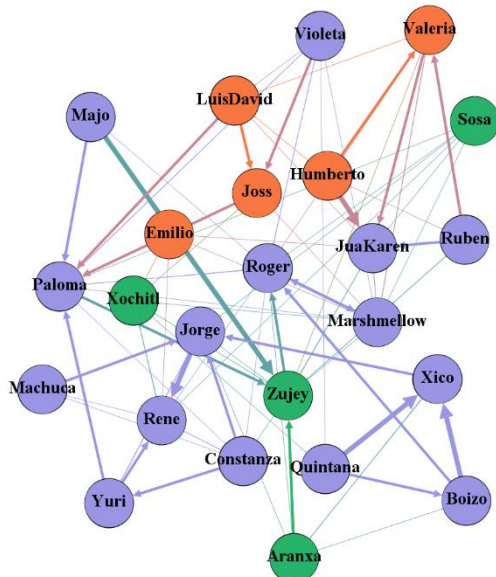 Violeta
Valeria
LuisDavid
Majo
Sosa
Humberto
Joss
Emilio
JuaKaren
Ruben
Roger
Paloma
Xochitl
Jorge
Marshmellow
Machuca
Xico
Zujey
Rene
Constanza
Quintana
Yuri
Boizo
Aranxa